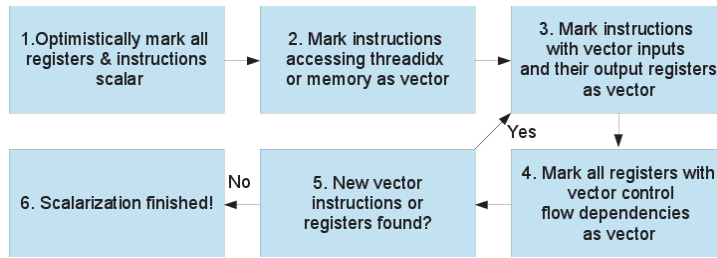 1.Optimistically mark all
registers & instructions
scalar
2. Mark instructions
accessing threadidx
or memory as vector
3. Mark instructions
with vector inputs
and their output registers
as vector
Yes
4. Mark all registers with
vector control
flow dependencies
as vector
5. New vector
instructions or
registers found?
No
6. Scalarization finished!